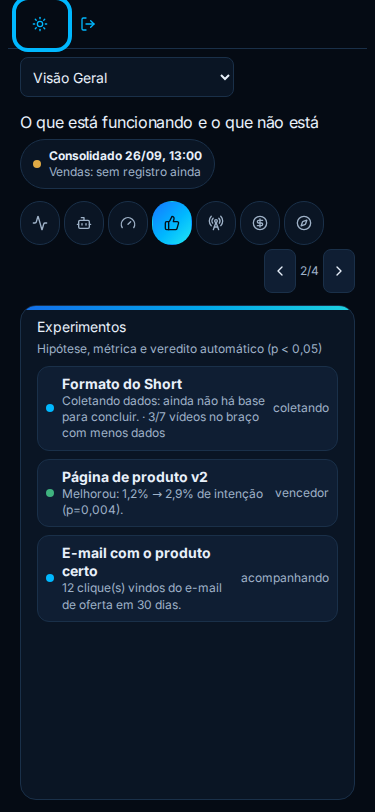 Visão Geral
O que está funcionando e o que não está
Consolidado 26/09, 13:00
Vendas: sem registro ainda
2/4
Experimentos
Hipótese, métrica e veredito automático (p < 0,05)
Formato do Short
Coletando dados: ainda não há base
para concluir. · 3/7 vídeos no braço
com menos dados
coletando
Página de produto v2
Melhorou: 1,2% → 2,9% de intenção
(p=0,004).
vencedor
E-mail com o produto
certo
12 clique(s) vindos do e-mail
de oferta em 30 dias.
acompanhando